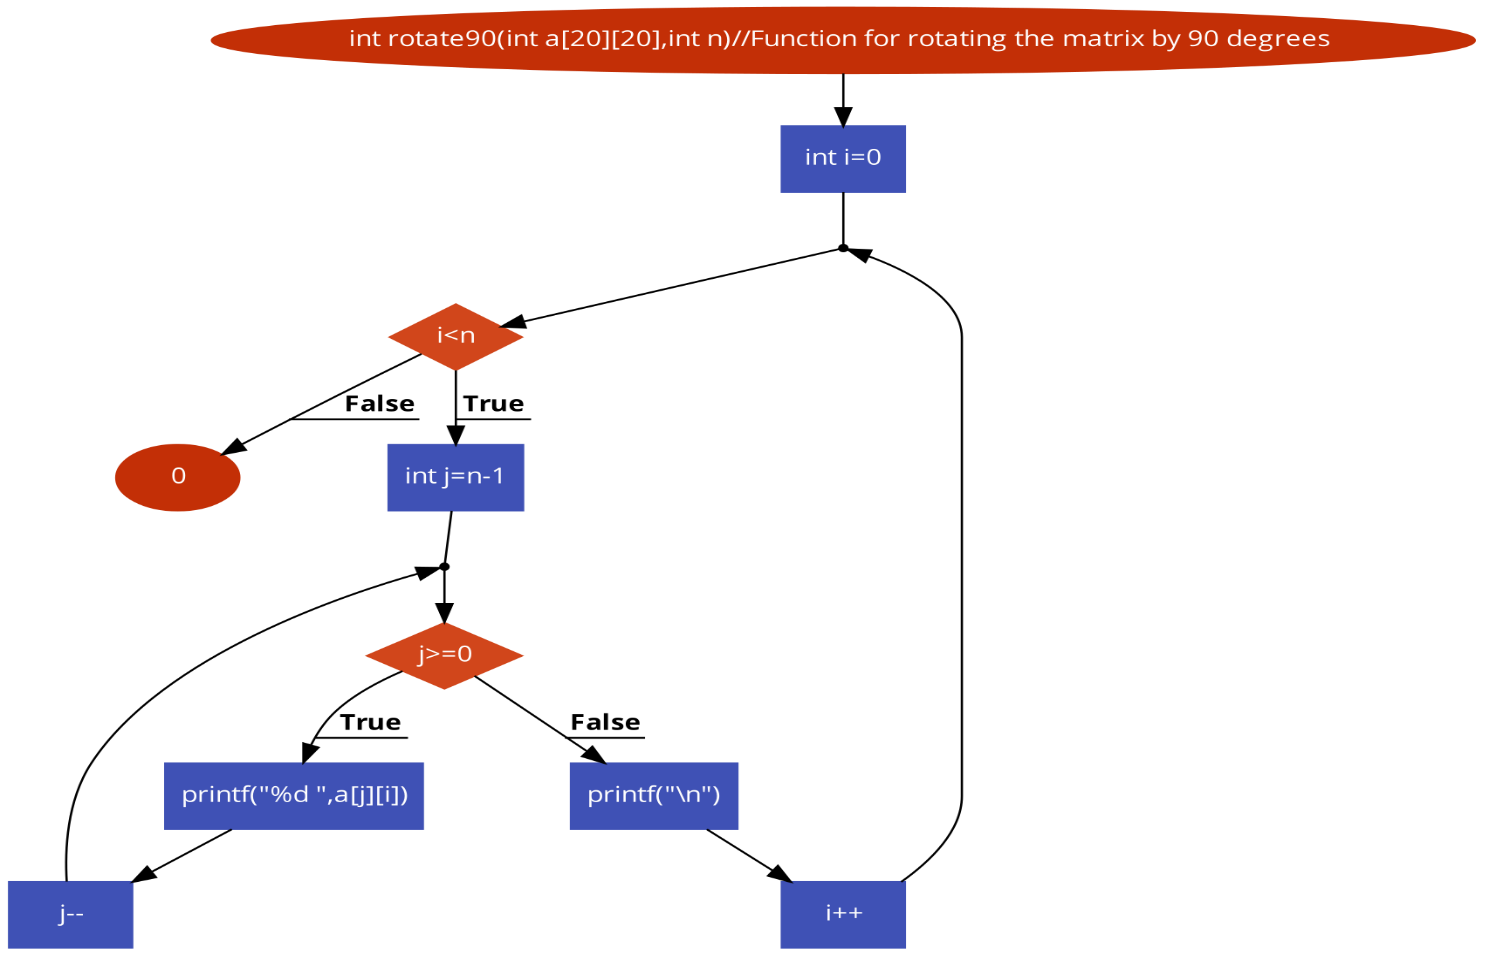 int rotate90(int a[20][20],int n)//Function for rotating the matrix by 90 degrees
int i=0
i<n
False
True
0
int j=n-1
j>=0
True
False
printf("%d ",a[j][i])
printf("\n")
j--
i++